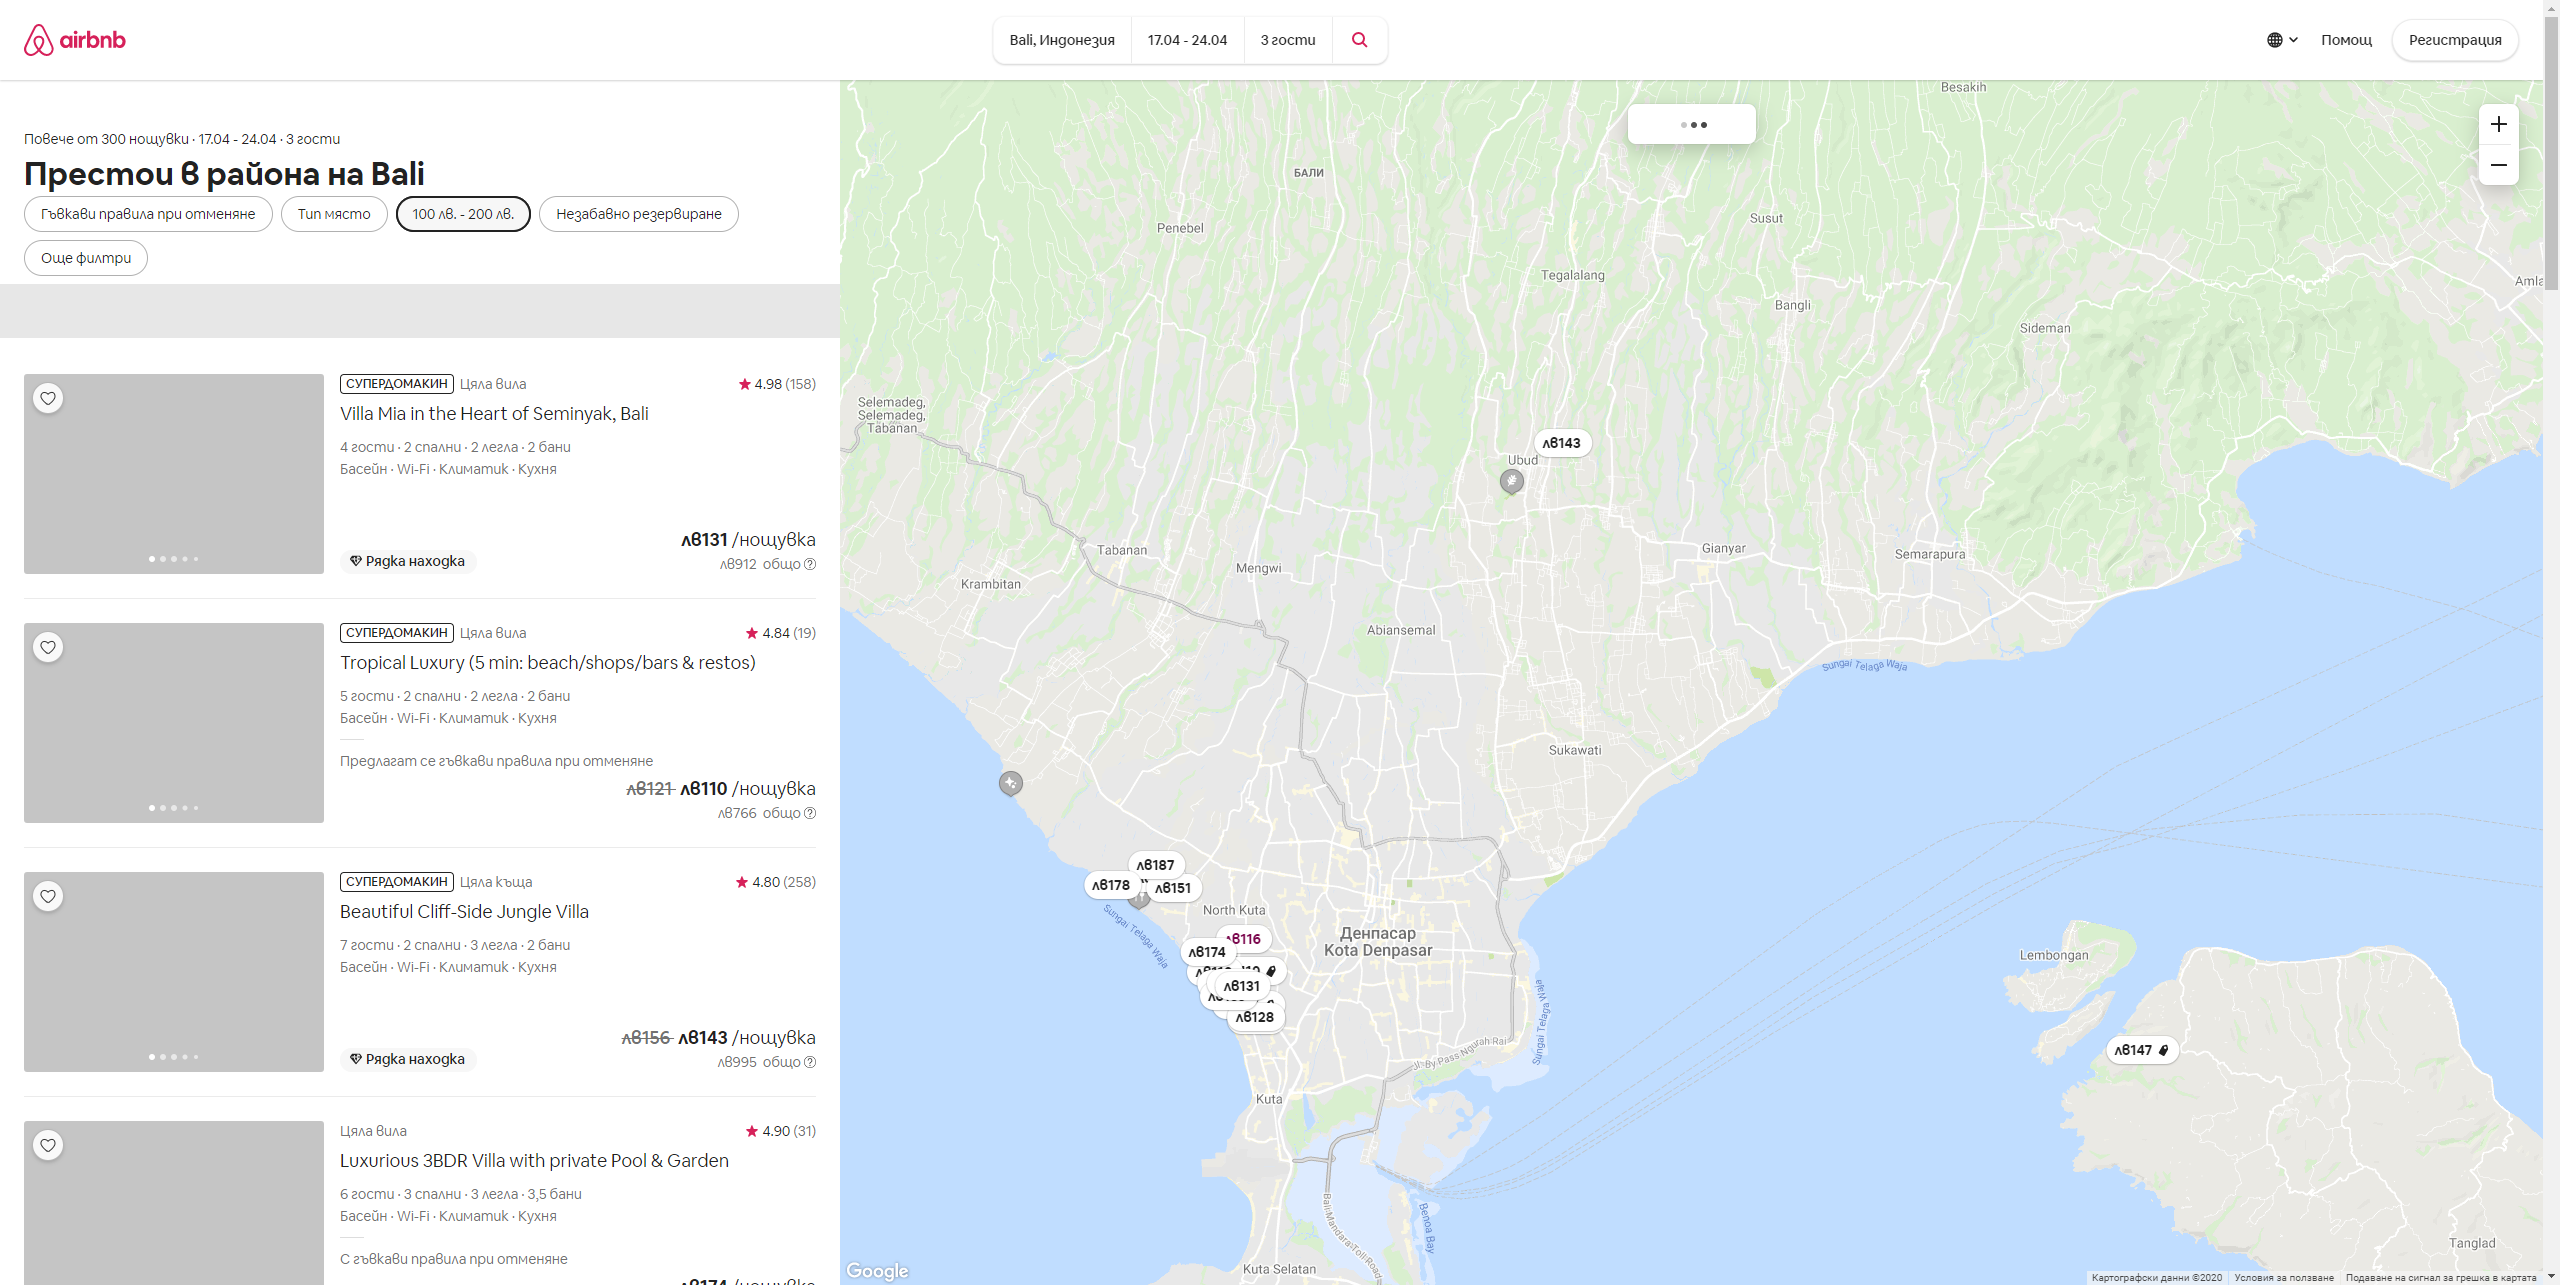 airbnb
Bali, Индонезия
17.04 - 24.04
3 гости
Помощ
Регистрация
Повече от 300 нощувки · 17.04 - 24.04 · 3 гости
Престои в района на Bali
Гъвкави правила при отменяне
Тип място
100 лв. - 200 лв.
Незабавно резервиране
Още филтри
СУПЕРДОМАКИН Цяла вила
4.98 (158)
Villa Mia in the Heart of Seminyak, Bali
4 гости · 2 спални · 2 легла · 2 бани
Басейн · Wi-Fi · Климатик · Кухня
лв131 /нощувка
Рядка находка
лв912 общо
СУПЕРДОМАКИН Цяла вила
4.84 (19)
Tropical Luxury (5 min: beach/shops/bars & restos)
5 гости · 2 спални · 2 легла · 2 бани
Басейн · Wi-Fi · Климатик · Кухня
Предлагат се гъвкави правила при отменяне
лв121 лв110 /нощувка
лв766 общо
СУПЕРДОМАКИН Цяла къща
4.80 (258)
Beautiful Cliff-Side Jungle Villa
7 гости · 2 спални · 3 легла · 2 бани
Басейн · Wi-Fi · Климатик · Кухня
лв156 лв143 /нощувка
Рядка находка
лв995 общо
Цяла вила
4.90 (31)
Luxurious 3BDR Villa with private Pool & Garden
6 гости · 3 спални · 3 легла · 3,5 бани
Басейн · Wi-Fi · Климатик · Кухня
С гъвкави правила при отменяне
лв174 /нощувка
Besakih
БАЛИ
Susut
Penebel
Tegalalang
Amla
Bangli
Sideman
Selemadeg,
Selemadeg,
Tabanan
лв143
Ubud
Tabanan
Gianyar
Semarapura
Mengwi
Krambitan
Abiansemal
Sungai Telaga Waja
Sukawati
лв187
лв178
лв151
North Kuta
Sungai Telaga Waja
лв116
Денпасар
Kota Denpasar
лв174
лв131
лв128
Sungai Telaga Waja
Lembongan
Jl. By Pass Ngurah Rai
лв147
Kuta
Bali Mandara Toll Road
Benoa Bay
Tanglad
Kuta Selatan
Google
Картографски данни ©2020
Условия за ползване
Подаване на сигнал за грешка в картата